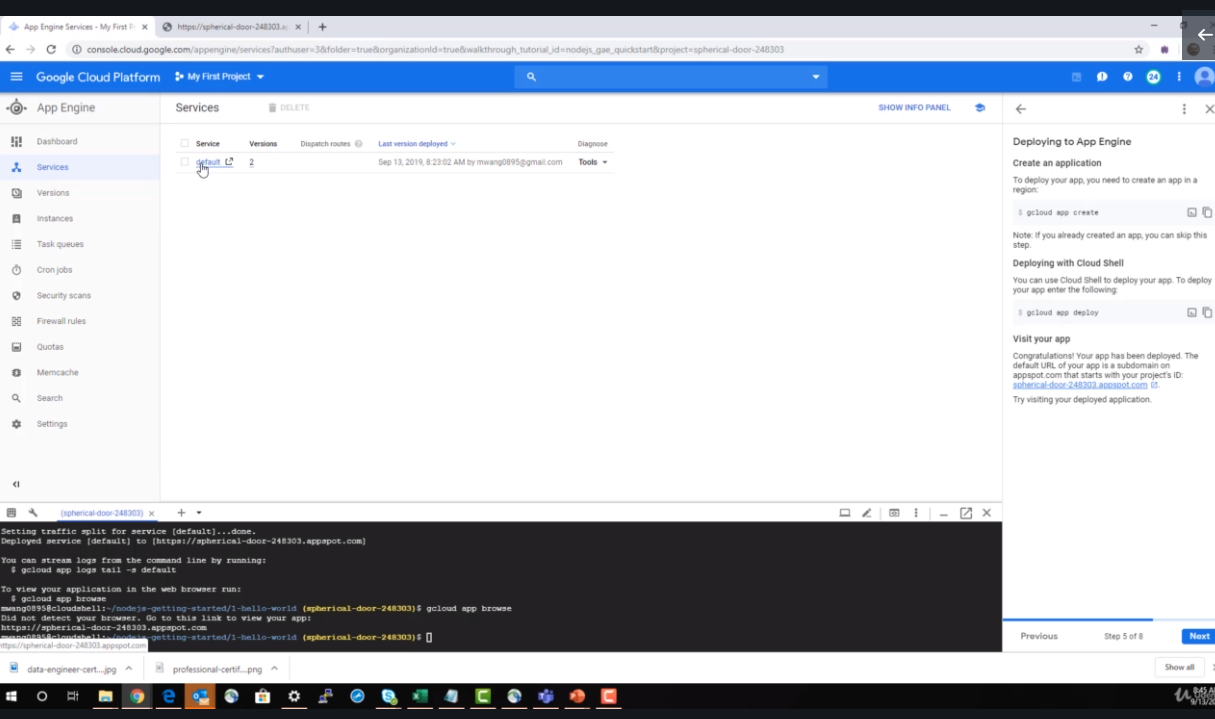 App Engine Services - My First P
https://spherical-door-248303.a
console.cloud.google.com/appengine/services?authuser=3&folder=true&organizationId=true&walkthrough_tutorial_id=nodejs_gae_quickstart&project=spherical-door-248303
Google Cloud Platform
My First Project
24
App Engine
Services
DELETE
SHOW INFO PANEL
Dashboard
Services
Versions
Instances
Task queues
Cron jobs
Security scans
Firewall rules
Quotas
Memcache
Search
Settings
Service Versions Dispatch routes Last version deployed Diagnose
default 2 Sep 13, 2019, 8:23:02 AM by mwang0895@gmail.com Tools
Deploying to App Engine
Create an application
To deploy your app, you need to create an app in a
region:
$ gcloud app create
Note: If you already created an app, you can skip this
step.
Deploying with Cloud Shell
You can use Cloud Shell to deploy your app. To deploy
your app enter the following:
$ gcloud app deploy
Visit your app
Congratulations! Your app has been deployed. The
default URL of your app is a subdomain on
appspot.com that starts with your project's ID:
spherical-door-248303.appspot.com
Try visiting your deployed application.
Previous Step 5 of 8 Next
(spherical-door-248303)
Setting traffic split for service [default]...done.
Deployed service [default] to [https://spherical-door-248303.appspot.com]
You can stream logs from the command line by running:
$ gcloud app logs tail -s default
To view your application in the web browser run:
$ gcloud app browse
mwang0895@cloudshell:~/nodejs-getting-started/1-hello-world (spherical-door-248303)$ gcloud app browse
Did not detect your browser. Go to this link to view your app:
https://spherical-door-248303.appspot.com
mwang0895@cloudshell:~/nodejs-getting-started/1-hello-world (spherical-door-248303)$
https://spherical-door-248303.appspot.com
data-engineer-cert....jpg
professional-certif....png
Show all